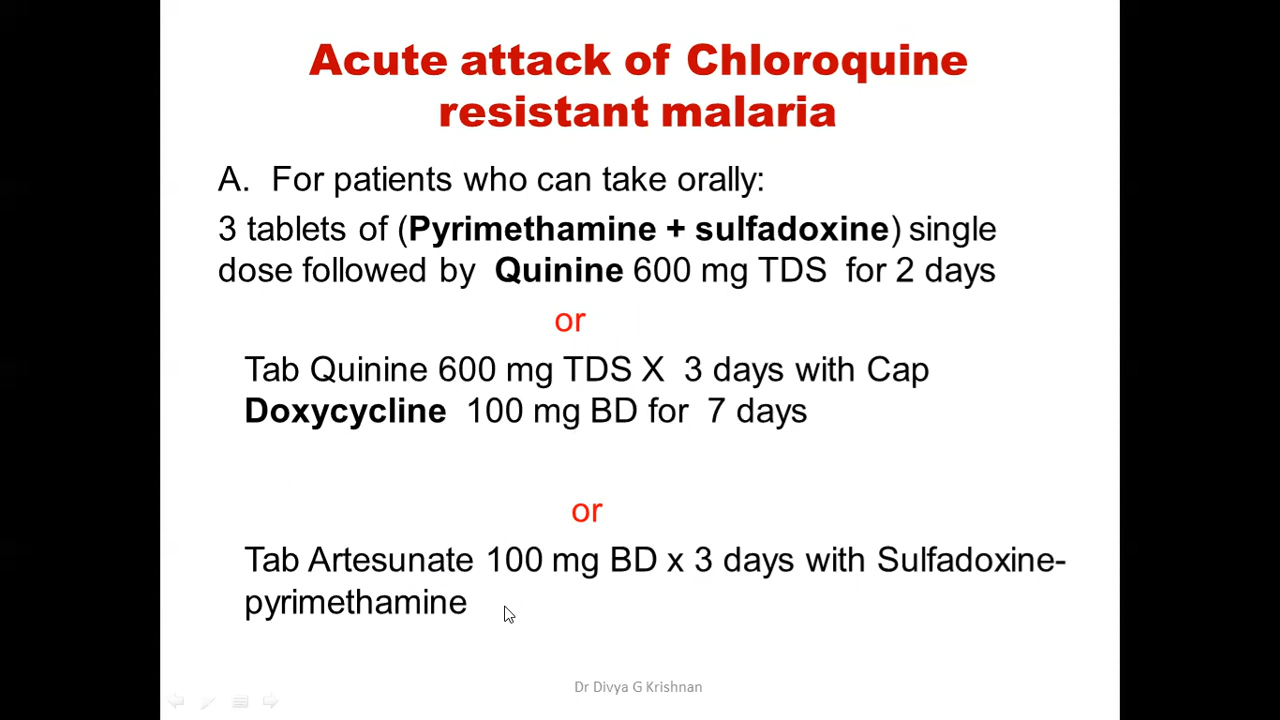 Acute attack of Chloroquine
resistant malaria
A. For patients who can take orally:
3 tablets of (Pyrimethamine + sulfadoxine) single
dose followed by Quinine 600 mg TDS for 2 days
or
Tab Quinine 600 mg TDS X 3 days with Cap
Doxycycline 100 mg BD for 7 days
or
Tab Artesunate 100 mg BD x 3 days with Sulfadoxine-
pyrimethamine
Dr Divya G Krishnan